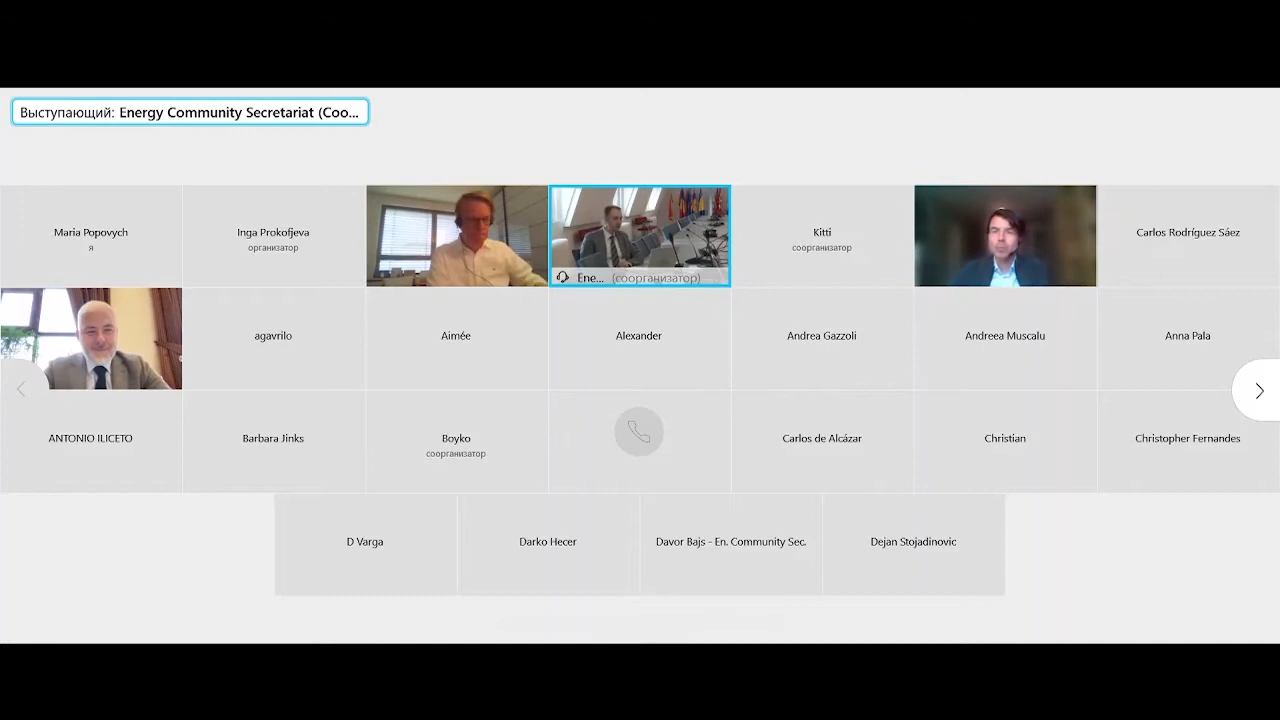 Выступающий: Energy Community Secretariat (Coo...
Maria Popovych
я
Inga Prokofjeva
организатор
Ene... (соорганизатор)
Kitti
соорганизатор
Carlos Rodríguez Sáez
agavrilo
Aimée
Alexander
Andrea Gazzoli
Andreea Muscalu
Anna Pala
ANTONIO ILICETO
Barbara Jinks
Boyko
соорганизатор
Carlos de Alcázar
Christian
Christopher Fernandes
D Varga
Darko Hecer
Davor Bajs - En. Community Sec.
Dejan Stojadinovic